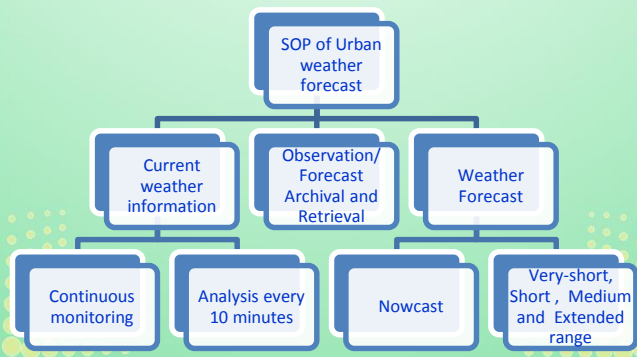 SOP of Urban
weather
forecast
Current
weather
information
Observation/
Forecast
Archival and
Retrieval
Weather
Forecast
Continuous
monitoring
Analysis every
10 minutes
Nowcast
Very-short,
Short , Medium
and Extended
range